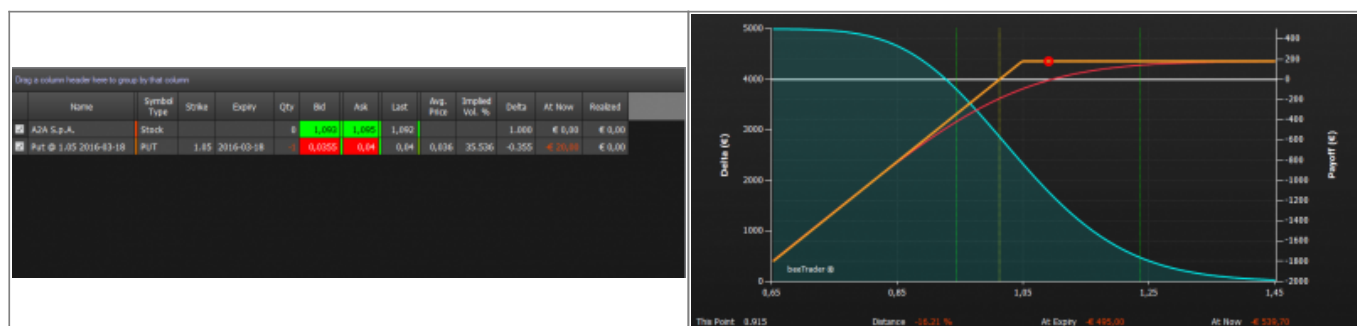 Drag a column header here to group by that column
Name Symbol Type Strike Expiry Qty Bid Ask Last Avg. Price Implied Vol. % Delta At Now Realized
A2A S.p.A. Stock 0 1,092 1,095 1,092 1.000 € 0,00 € 0,00
Put @ 1.05 2016-03-18 PUT 1.05 2016-03-18 -1 0,0355 0,04 0,04 0,036 35.536 -0.355 € 0,00
Delta (€)
5000
4000
3000
2000
1000
0
400
200
0
-200
-400
-600
-800
-1000
-1200
-1400
-1600
-1800
-2000
Payoff (€)
beeTrader ®
0,65 0,85 1,05 1,25 1,45
This Point 0.915 Distance -16,21 % At Expiry -€ 495,00 At Now -€ 539,70